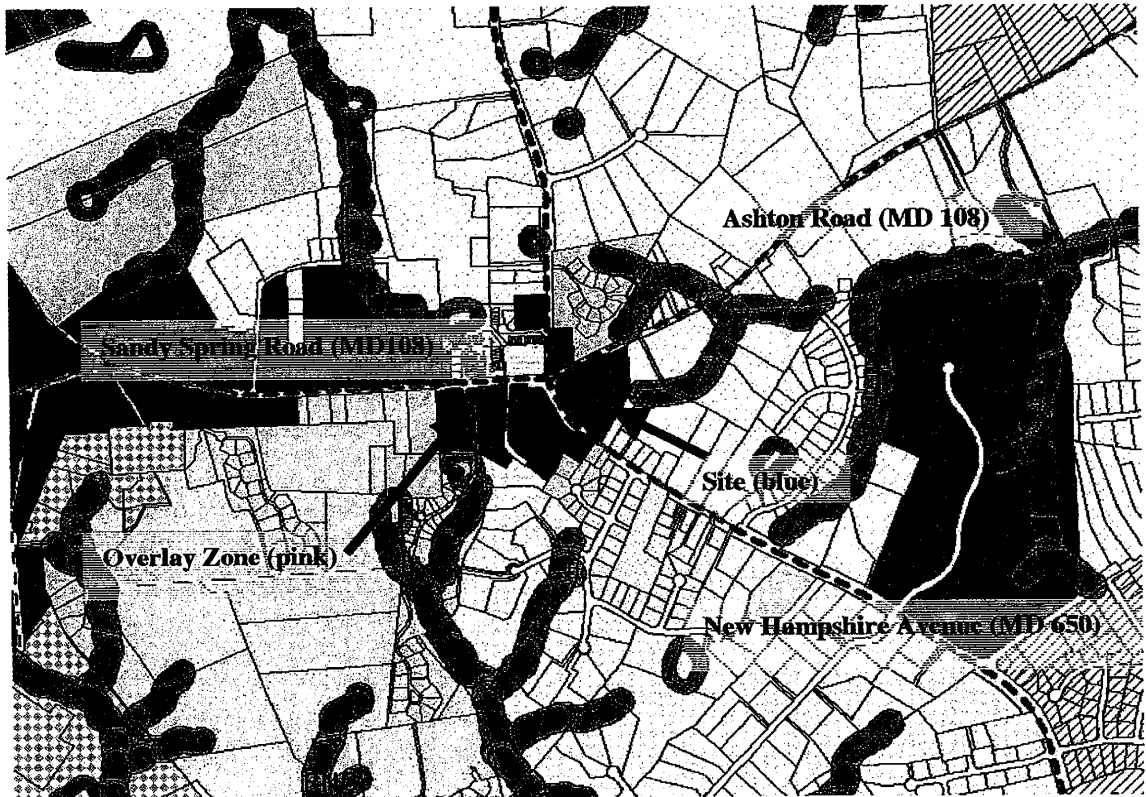 Ashton Road (MD 108)
Sandy Spring Road (MD108)
Site (blue)
Overlay Zone (pink)
New Hampshire Avenue (MD 650)